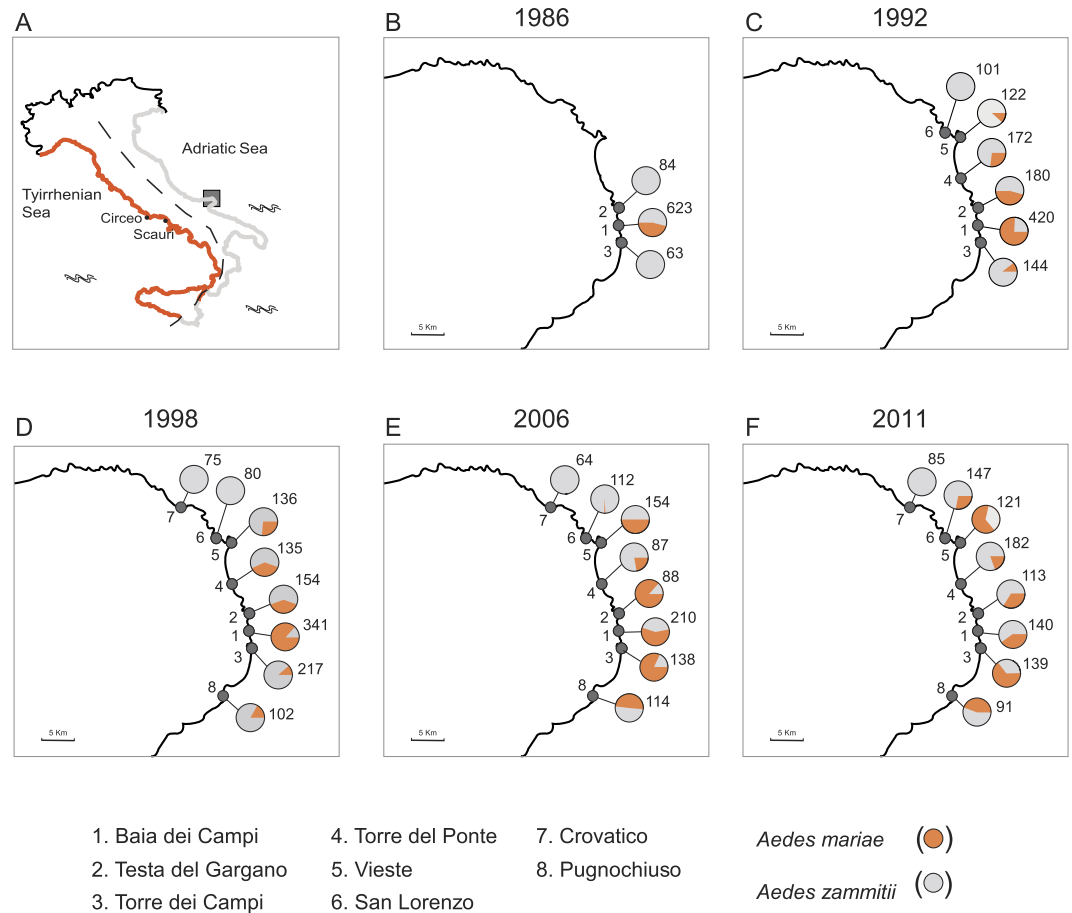 A
Adriatic Sea
Tyirrhenian
Sea
Circeo
Scauri
B
1986
84
2
623
1
3
63
5 Km
C
1992
101
122
6
5
172
4
180
2
420
1
3
144
5 Km
D
1998
75
80
7
136
6
5
135
4
154
2
341
1
3
217
8
102
5 Km
E
2006
64
112
7
154
6
5
87
4
88
2
210
1
3
138
8
114
5 Km
F
2011
85
147
7
121
6
5
182
4
113
2
140
1
3
139
8
91
5 Km
1. Baia dei Campi
2. Testa del Gargano
3. Torre dei Campi
4. Torre del Ponte
5. Vieste
6. San Lorenzo
7. Crovatico
8. Pugnochiuso
Aedes mariae ( )
Aedes zammitii ( )